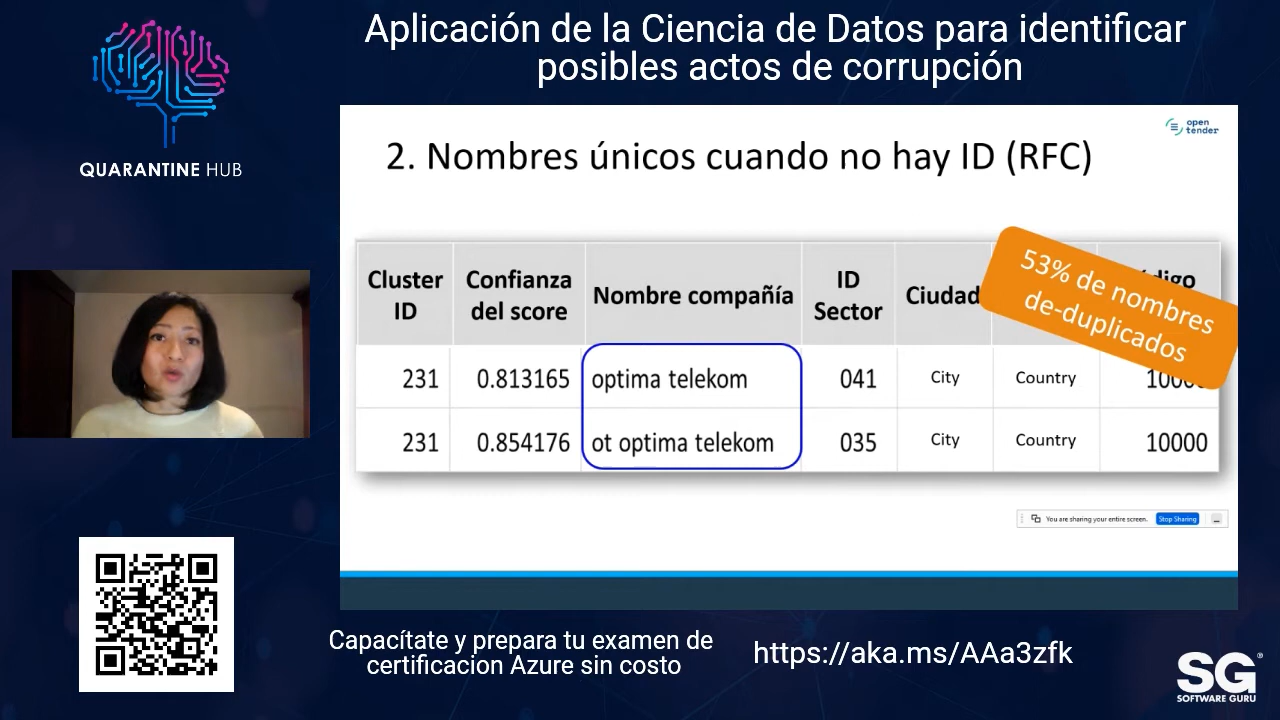 Aplicación de la Ciencia de Datos para identificar
posibles actos de corrupción
QUARANTINE HUB
open
tender
2. Nombres únicos cuando no hay ID (RFC)
Cluster
ID
Confianza
del score
Nombre compañía
ID
Sector
Ciudad
53% de nombres
de-duplicados
231 0.813165 optima telekom 041 City Country
231 0.854176 ot optima telekom 035 City Country 10000
You are sharing your entire screen. Stop Sharing
Capacítate y prepara tu examen de
certificacion Azure sin costo
https://aka.ms/AAa3zfk
SG
SOFTWARE GURU